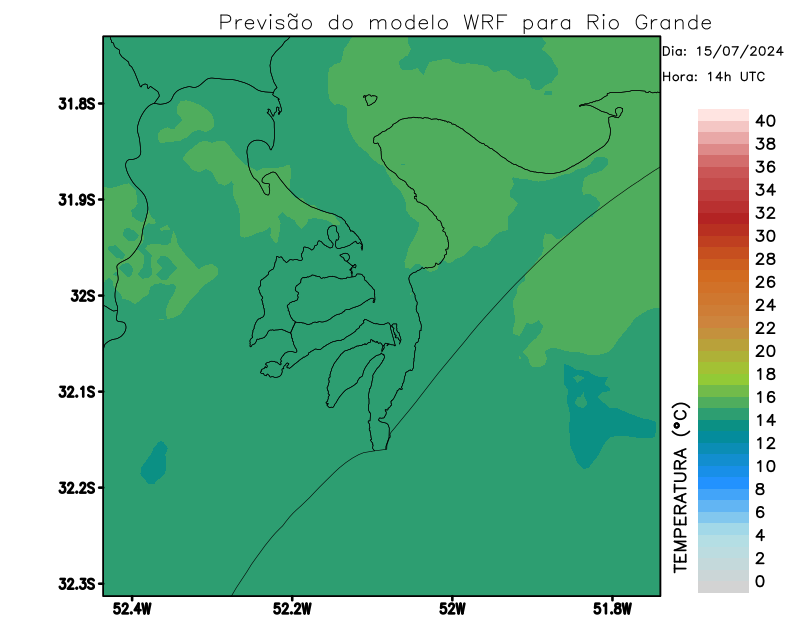 Previsão do modelo WRF para Rio Grande
Dia: 15/07/2024
Hora: 14h UTC
31.8S
31.9S
32S
32.1S
32.2S
32.3S
52.4W
52.2W
52W
51.8W
TEMPERATURA (°C)
40
38
36
34
32
30
28
26
24
22
20
18
16
14
12
10
8
6
4
2
0